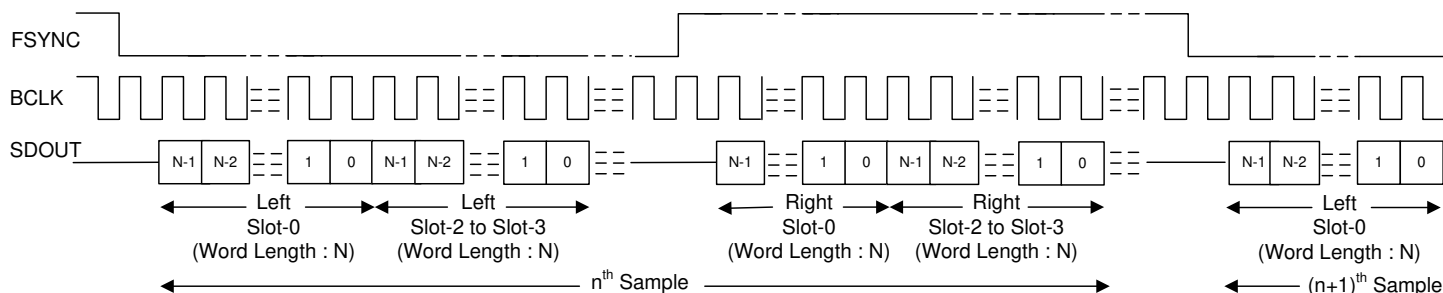 FSYNC
BCLK
SDOUT
N-1 N-2 1 0 N-1 N-2 1 0 N-1 1 0 N-1 N-2 1 0 N-1 N-2 1 0
Left Left Right Right Left
Slot-0 Slot-2 to Slot-3 Slot-0 Slot-2 to Slot-3 Slot-0
(Word Length : N) (Word Length : N) (Word Length : N) (Word Length : N) (Word Length : N)
nth Sample (n+1)th Sample